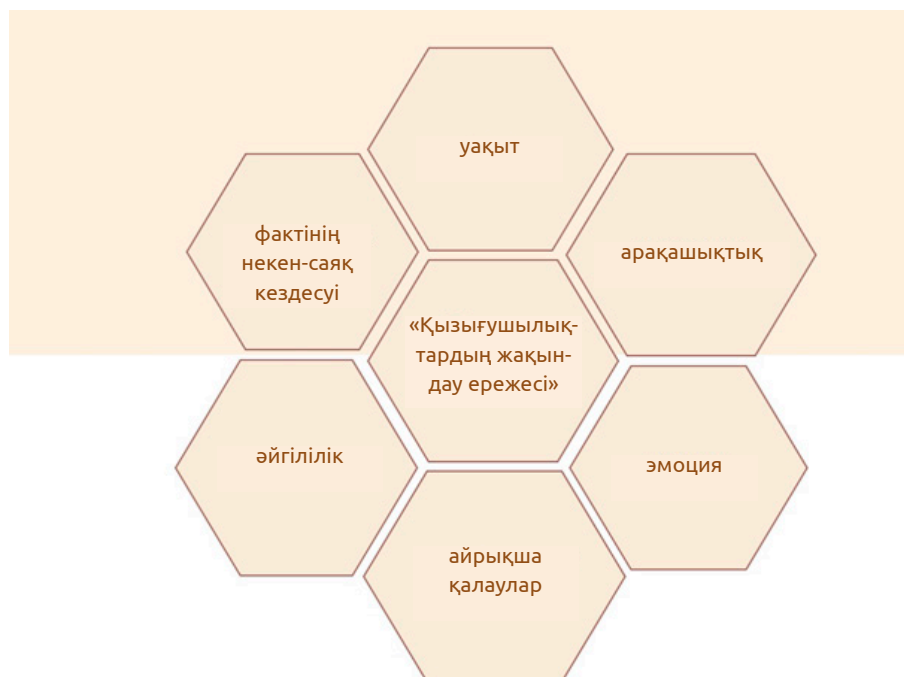 уақыт
фактінің
некен-саяқ
кездесуі
арақашықтық
«Қызығушылық-
тардың жақын-
дау ережесі»
әйгілілік
эмоция
айрықша
қалаулар